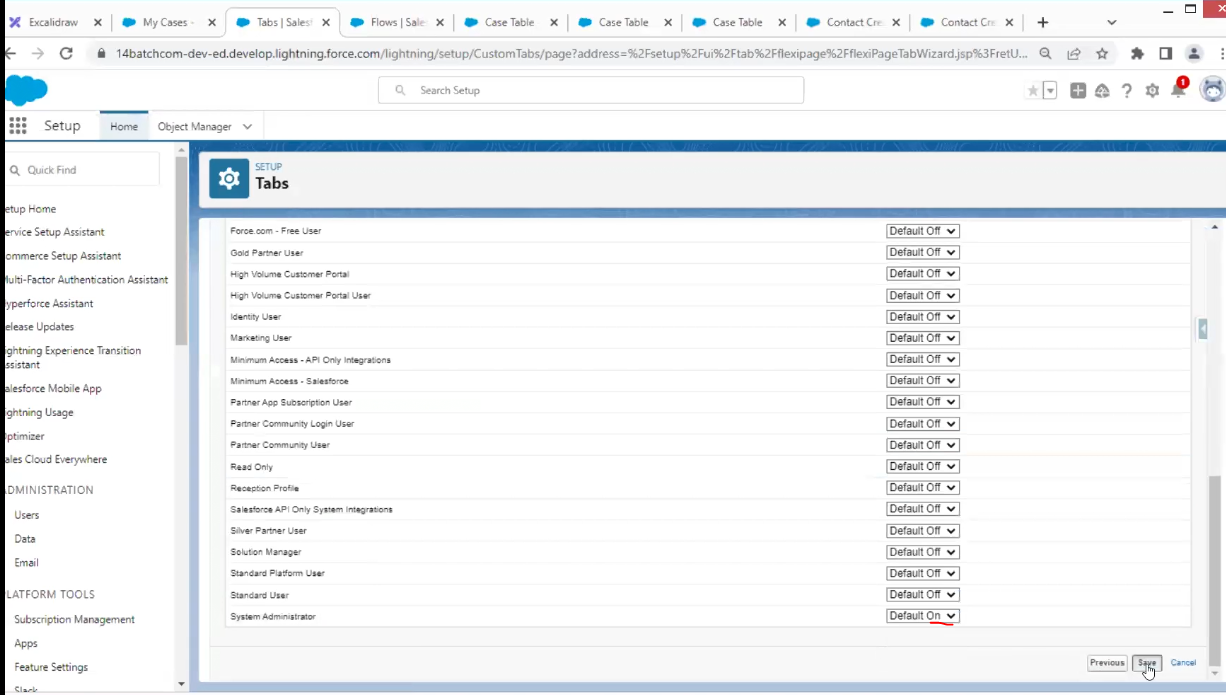 Excalidraw
My Cases -
Tabs | Sales
Flows | Sale
Case Table
Case Table
Case Table
Contact Cre
Contact Cre
14batchcom-dev-ed.develop.lightning.force.com/lightning/setup/CustomTabs/page?address=%2Fsetup%2Fui%2Ftab%2Fflexipage%2FflexiPageTabWizard.jsp%3FretU...
Search Setup
1
Setup
Home
Object Manager
Quick Find
SETUP
Tabs
etup Home
ervice Setup Assistant
ommerce Setup Assistant
ulti-Factor Authentication Assistant
yperforce Assistant
elease Updates
ightning Experience Transition
ssistant
alesforce Mobile App
ightning Usage
ptimizer
ales Cloud Everywhere
ADMINISTRATION
Users
Data
Email
PLATFORM TOOLS
Subscription Management
Apps
Feature Settings
Slack
Force.com - Free User Default Off
Gold Partner User Default Off
High Volume Customer Portal Default Off
High Volume Customer Portal User Default Off
Identity User Default Off
Marketing User Default Off
Minimum Access - API Only Integrations Default Off
Minimum Access - Salesforce Default Off
Partner App Subscription User Default Off
Partner Community Login User Default Off
Partner Community User Default Off
Read Only Default Off
Reception Profile Default Off
Salesforce API Only System Integrations Default Off
Silver Partner User Default Off
Solution Manager Default Off
Standard Platform User Default Off
Standard User Default Off
System Administrator Default On
Previous Save Cancel